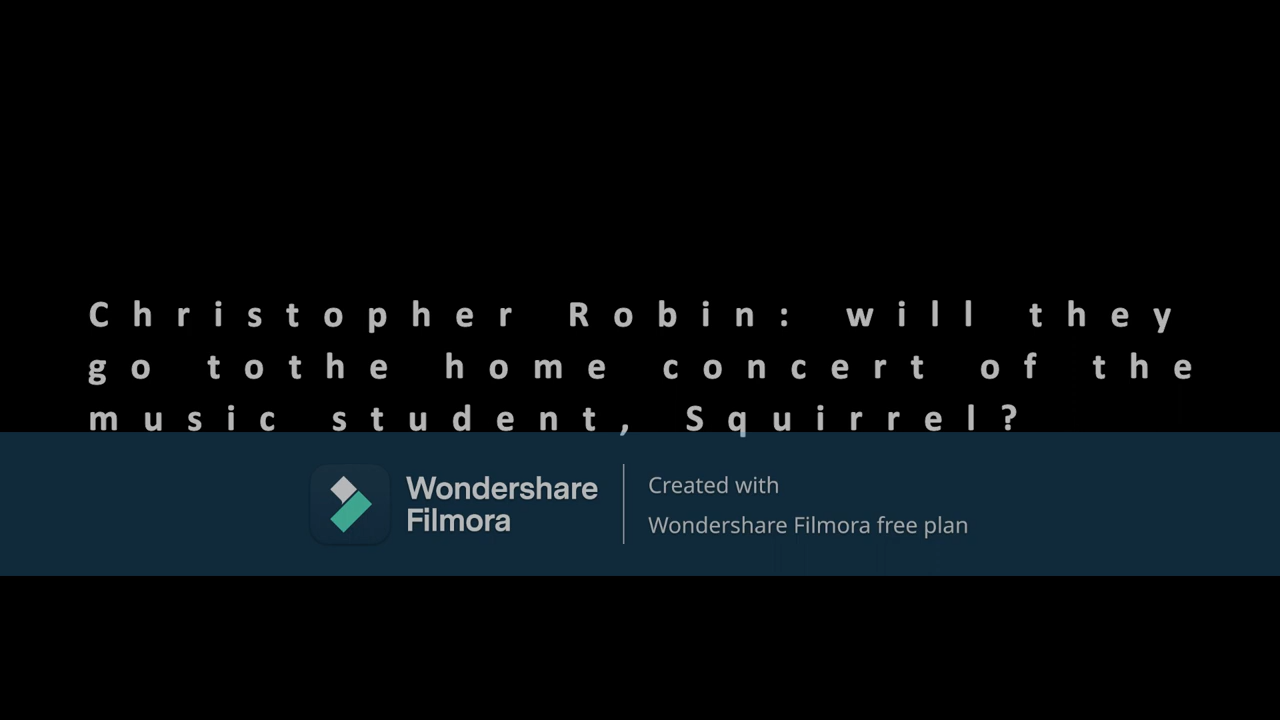 Christopher Robin: will they
go tothe home concert of the
music student, Squirrel?
Wondershare
Filmora
Created with
Wondershare Filmora free plan